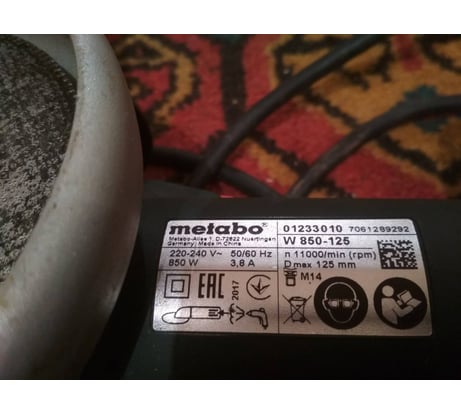 metabo
Metabo-Allee 1, D-72622 Nuertingen
Germany; Made in China
220-240 V~ 50/60 Hz
850 W 3,8 A
EAC
2017
01233010 7061289292
W 850-125
n 11000/min (rpm)
D max 125 mm
M14